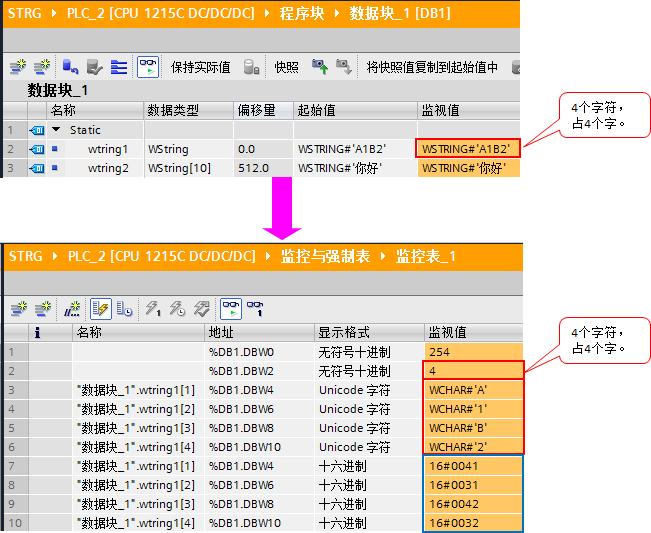 STRG ▸ PLC_2 [CPU 1215C DC/DC/DC] ▸ 程序块 ▸ 数据块_1 [DB1]
保持实际值 快照 将快照值复制到起始值中
数据块_1
名称 数据类型 偏移量 起始值 监视值
1 Static
2 wtring1 WString 0.0 WSTRING#'A1B2' WSTRING#'A1B2'
3 wtring2 WString[10] 512.0 WSTRING#'你好' WSTRING#'你好'
4个字符，
占4个字。
STRG ▸ PLC_2 [CPU 1215C DC/DC/DC] ▸ 监控与强制表 ▸ 监控表_1
i 名称 地址 显示格式 监视值
1 %DB1.DBW0 无符号十进制 254
2 %DB1.DBW2 无符号十进制 4
3 "数据块_1".wtring1[1] %DB1.DBW4 Unicode 字符 WCHAR#'A'
4 "数据块_1".wtring1[2] %DB1.DBW6 Unicode 字符 WCHAR#'1'
5 "数据块_1".wtring1[3] %DB1.DBW8 Unicode 字符 WCHAR#'B'
6 "数据块_1".wtring1[4] %DB1.DBW10 Unicode 字符 WCHAR#'2'
7 "数据块_1".wtring1[1] %DB1.DBW4 十六进制 16#0041
8 "数据块_1".wtring1[2] %DB1.DBW6 十六进制 16#0031
9 "数据块_1".wtring1[3] %DB1.DBW8 十六进制 16#0042
10 "数据块_1".wtring1[4] %DB1.DBW10 十六进制 16#0032
4个字符，
占4个字。